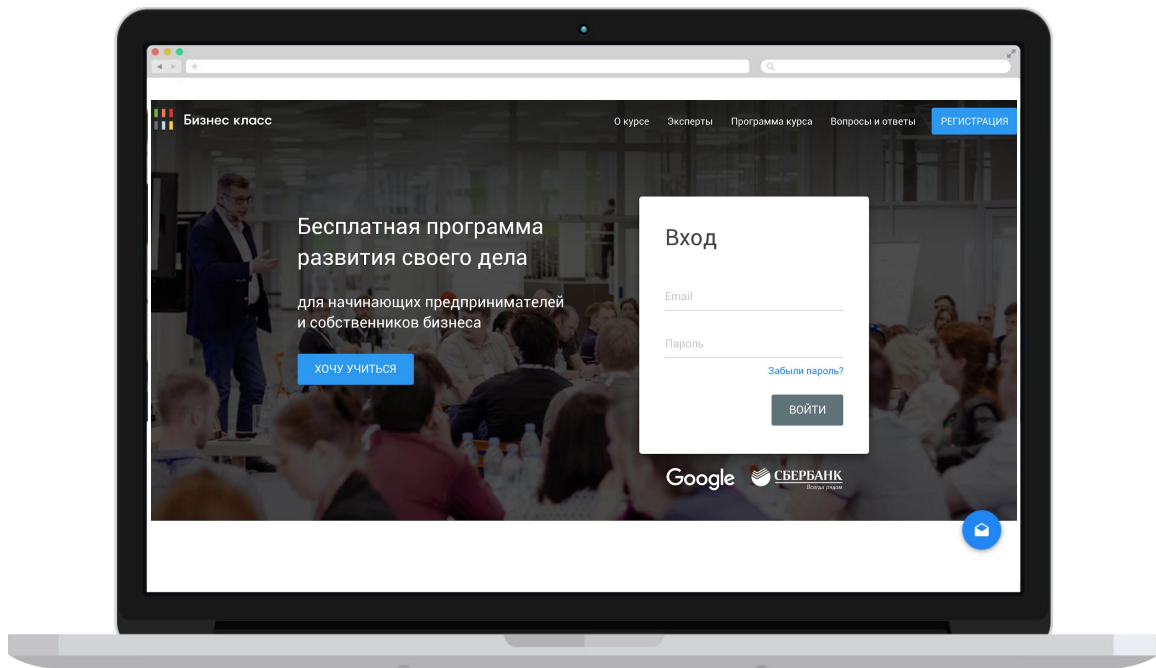 Бизнес класс
О курсе Эксперты Программа курса Вопросы и ответы РЕГИСТРАЦИЯ
Бесплатная программа
развития своего дела
для начинающих предпринимателей
и собственников бизнеса
ХОЧУ УЧИТЬСЯ
Вход
Email
Пароль
Забыли пароль?
ВОЙТИ
Google СБЕРБАНК
Всегда рядом